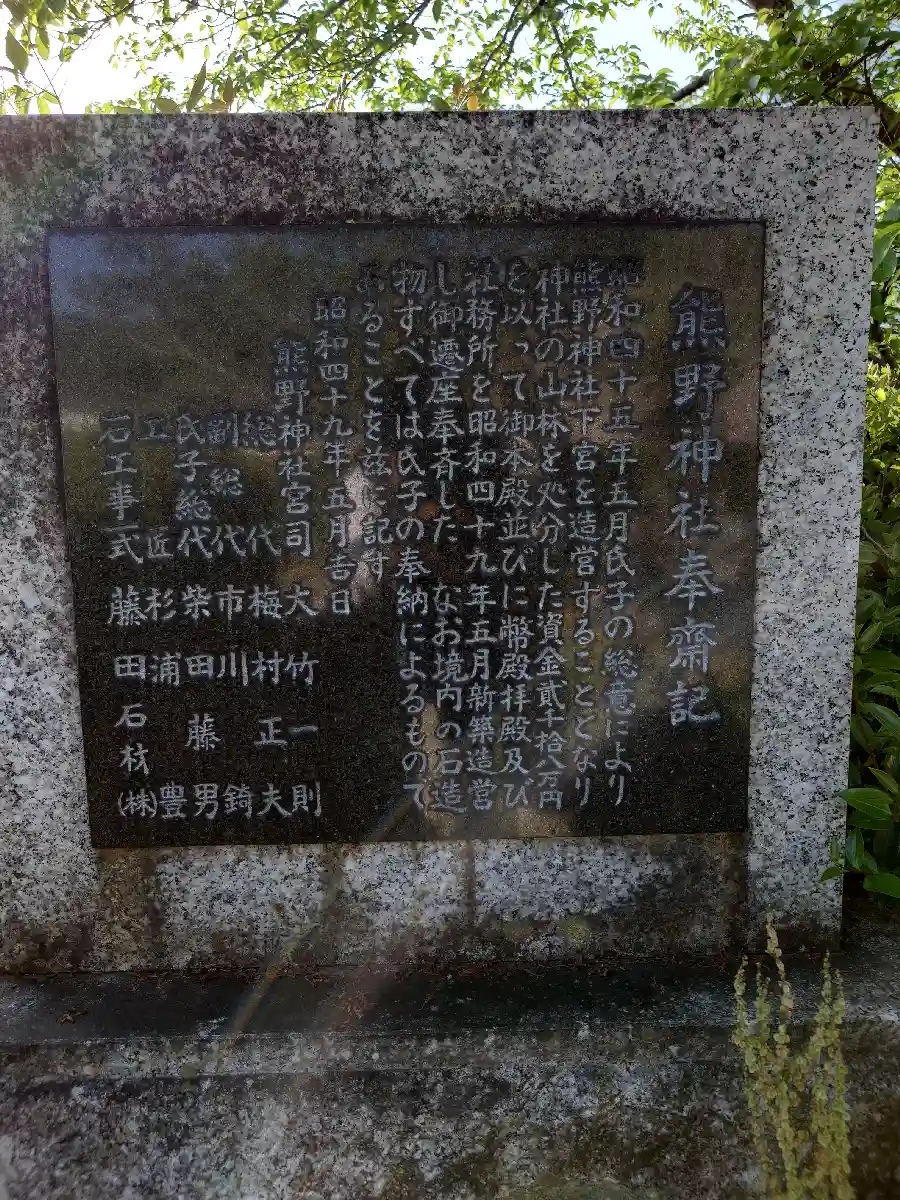 熊野神社奉齋記
昭和四十五年五月氏子の総意により
熊野神社下宮を造営することとなり
神社の山林を処分した資金貳千拾八万円
を以って御本殿並びに幣殿拝殿及び
社務所を昭和四十九年五月新築造営
し御遷座奉斉した なお境内の石造
物すべては氏子の奉納によるもので
あることを茲に記す
昭和四十九年五月吉日
熊野神社宮司 大竹一則
総代 梅村正夫
副総代 市川錡
氏子総代 柴田藤男
工匠 杉浦豊
石工事式 藤田石材(株)